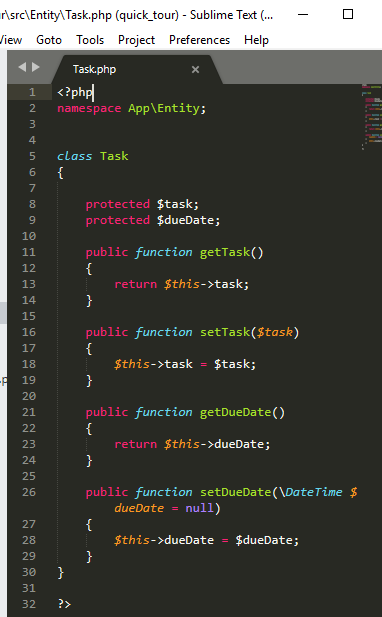 ur\src\Entity\Task.php (quick_tour) - Sublime Text (...
View Goto Tools Project Preferences Help
Task.php
1 <?php
2 namespace App\Entity;
3
4
5 class Task
6 {
7
8 protected $task;
9 protected $dueDate;
10
11 public function getTask()
12 {
13 return $this->task;
14 }
15
16 public function setTask($task)
17 {
18 $this->task = $task;
19 }
20
21 public function getDueDate()
22 {
23 return $this->dueDate;
24 }
25
26 public function setDueDate(\DateTime $
dueDate = null)
27 {
28 $this->dueDate = $dueDate;
29 }
30 }
31
32 ?>